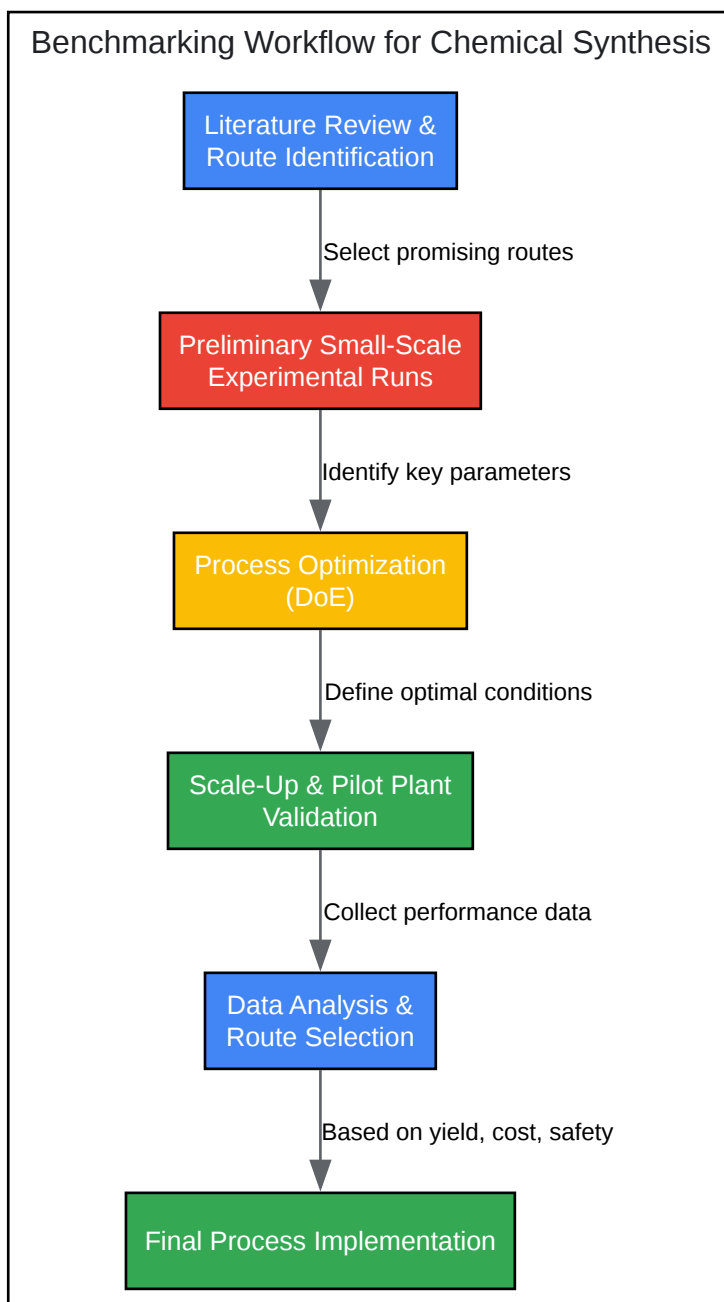 Benchmarking Workflow for Chemical Synthesis
Literature Review &
Route Identification
Select promising routes
Preliminary Small-Scale
Experimental Runs
Identify key parameters
Process Optimization
(DoE)
Define optimal conditions
Scale-Up & Pilot Plant
Validation
Collect performance data
Data Analysis &
Route Selection
Based on yield, cost, safety
Final Process Implementation